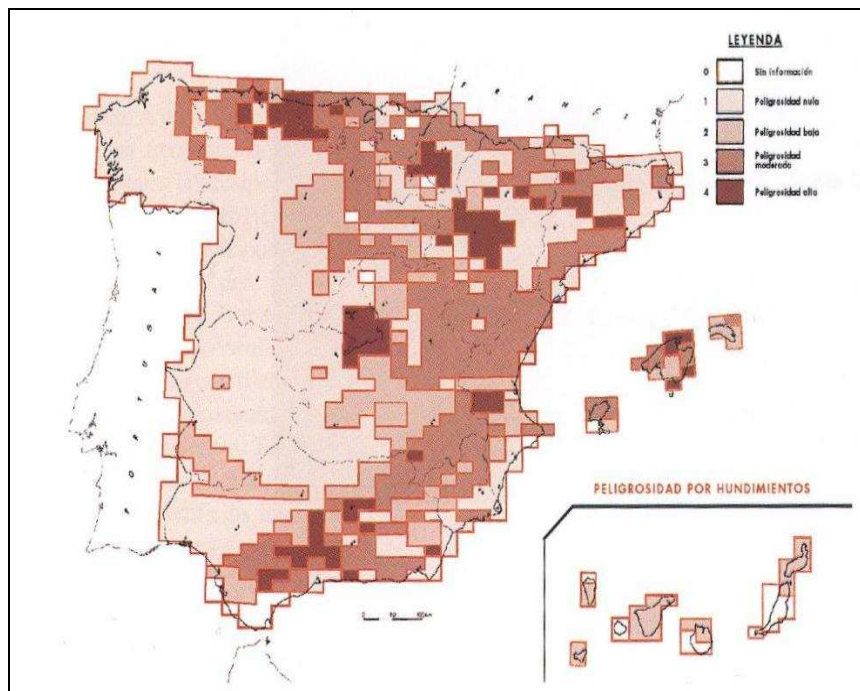 LEYENDA
0 Sin información
1 Peligrosidad nula
2 Peligrosidad baja
3 Peligrosidad
moderada
4 Peligrosidad alta
PORTUGAL
PELIGROSIDAD POR HUNDIMIENTOS